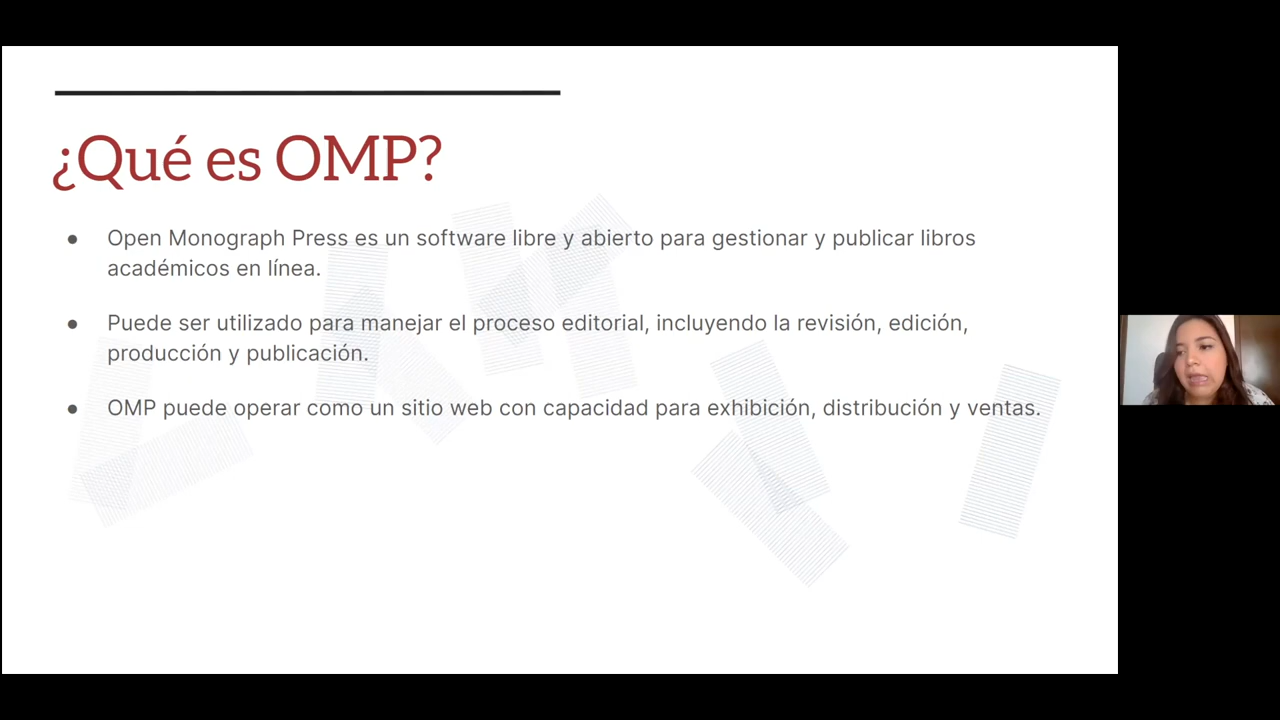 ¿Qué es OMP?
● Open Monograph Press es un software libre y abierto para gestionar y publicar libros
académicos en línea.
● Puede ser utilizado para manejar el proceso editorial, incluyendo la revisión, edición,
producción y publicación.
● OMP puede operar como un sitio web con capacidad para exhibición, distribución y ventas.